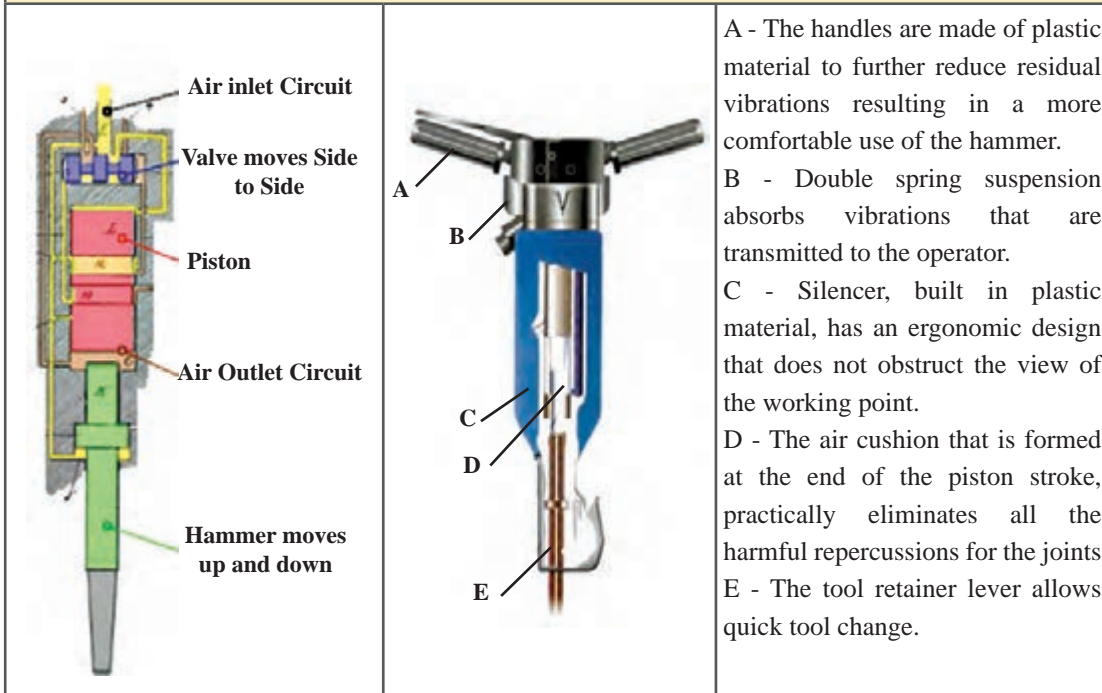 Air inlet Circuit
Valve moves Side
to Side
Piston
Air Outlet Circuit
Hammer moves
up and down
A
B
C
D
E
A - The handles are made of plastic
material to further reduce residual
vibrations resulting in a more
comfortable use of the hammer.
B - Double spring suspension
absorbs vibrations that are
transmitted to the operator.
C - Silencer, built in plastic
material, has an ergonomic design
that does not obstruct the view of
the working point.
D - The air cushion that is formed
at the end of the piston stroke,
practically eliminates all the
harmful repercussions for the joints
E - The tool retainer lever allows
quick tool change.